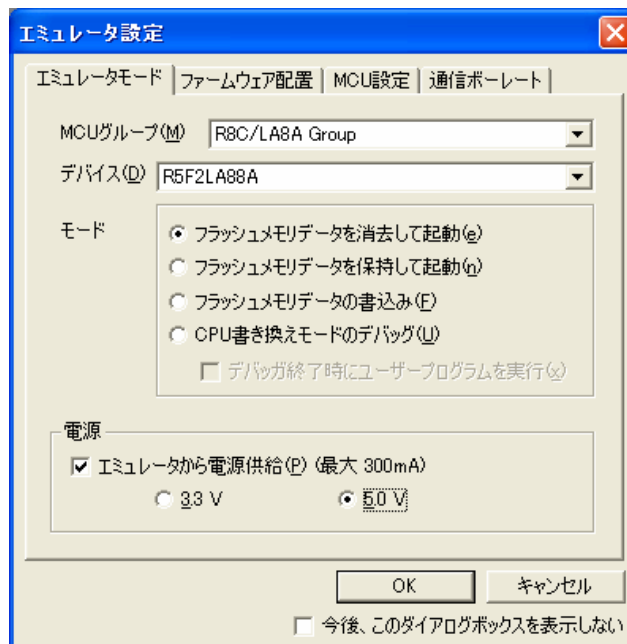 エミュレータ設定
エミュレータモード ファームウェア配置 MCU設定 通信ボーレート
MCUグループ(M) R8C/LA8A Group
デバイス(D) R5F2LA88A
モード
フラッシュメモリデータを消去して起動(e)
フラッシュメモリデータを保持して起動(n)
フラッシュメモリデータの書込み(F)
CPU書き換えモードのデバッグ(U)
デバッガ終了時にユーザープログラムを実行(x)
電源
エミュレータから電源供給(P) (最大 300mA)
3.3 V 5.0 V
OK キャンセル
今後、このダイアログボックスを表示しない